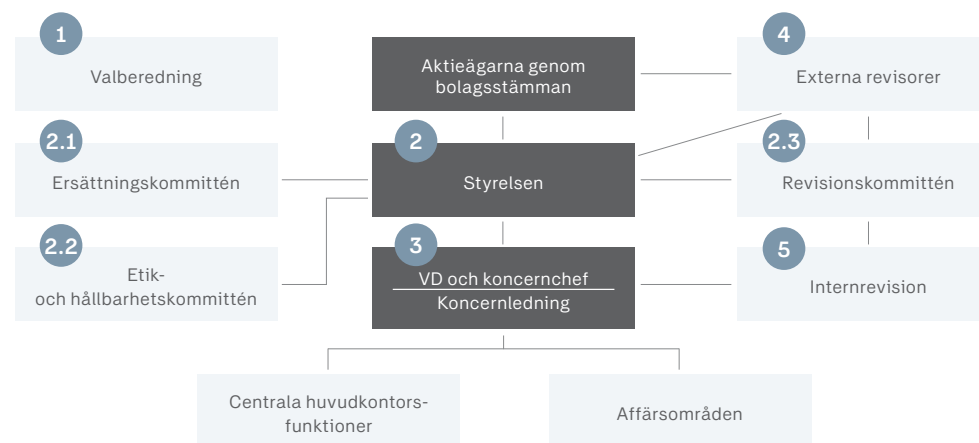 1
Valberedning
Aktieägarna genom
bolagsstämman
4
Externa revisorer
2.1
Ersättningskommittén
2
Styrelsen
2.3
Revisionskommittén
2.2
Etik-
och hållbarhetskommittén
3
VD och koncernchef
Koncernledning
5
Internrevision
Centrala huvudkontors-
funktioner
Affärsområden